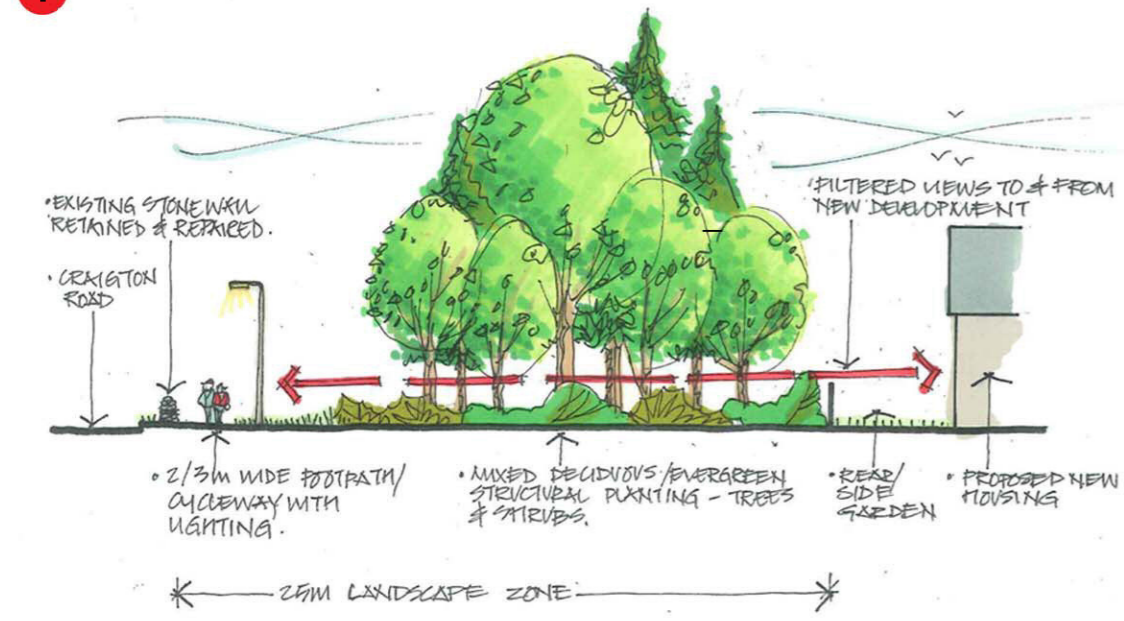 •EXISTING STONEWALL
RETAINED & REPAIRED.
• CRAIGTON
ROAD
•FILTERED VIEWS TO & FROM
NEW DEVELOPMENT
• 2/3M WIDE FOOTPATH/
CYCLEWAY WITH
LIGHTING.
• MIXED DECIDUOUS/EVERGREEN
STRUCTURAL PLANTING – TREES
& SHRUBS.
• REAR/
SIDE
GARDEN
• PROPOSED NEW
HOUSING
25M LANDSCAPE ZONE